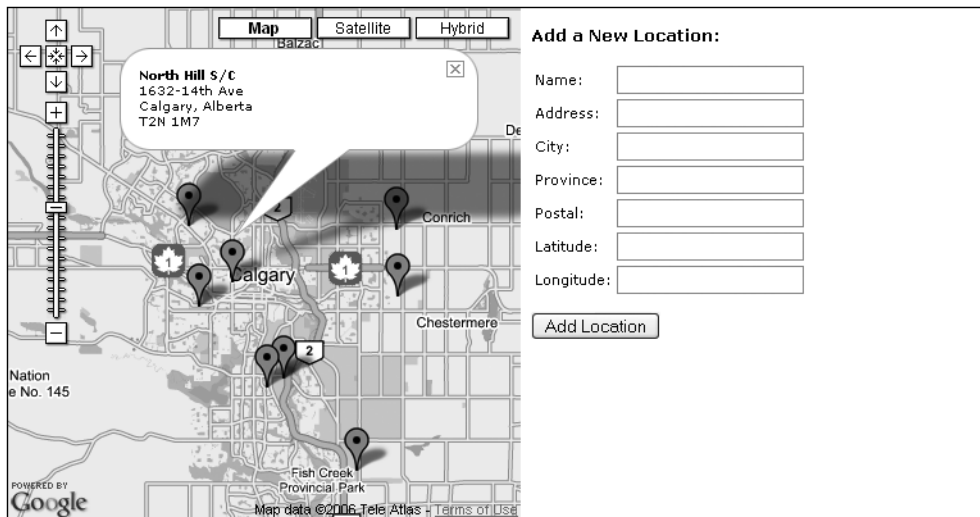 Map Satellite Hybrid
Balzac
North Hill S/C
1632-14th Ave
Calgary, Alberta
T2N 1M7
De
2
Conrich
1
Calgary
1
Chestermere
2
Nation
e No. 145
Fish Creek
Provincial Park
POWERED BY
Google
Map data ©2006 Tele Atlas - Terms of Use
Add a New Location:
Name:
Address:
City:
Province:
Postal:
Latitude:
Longitude:
Add Location